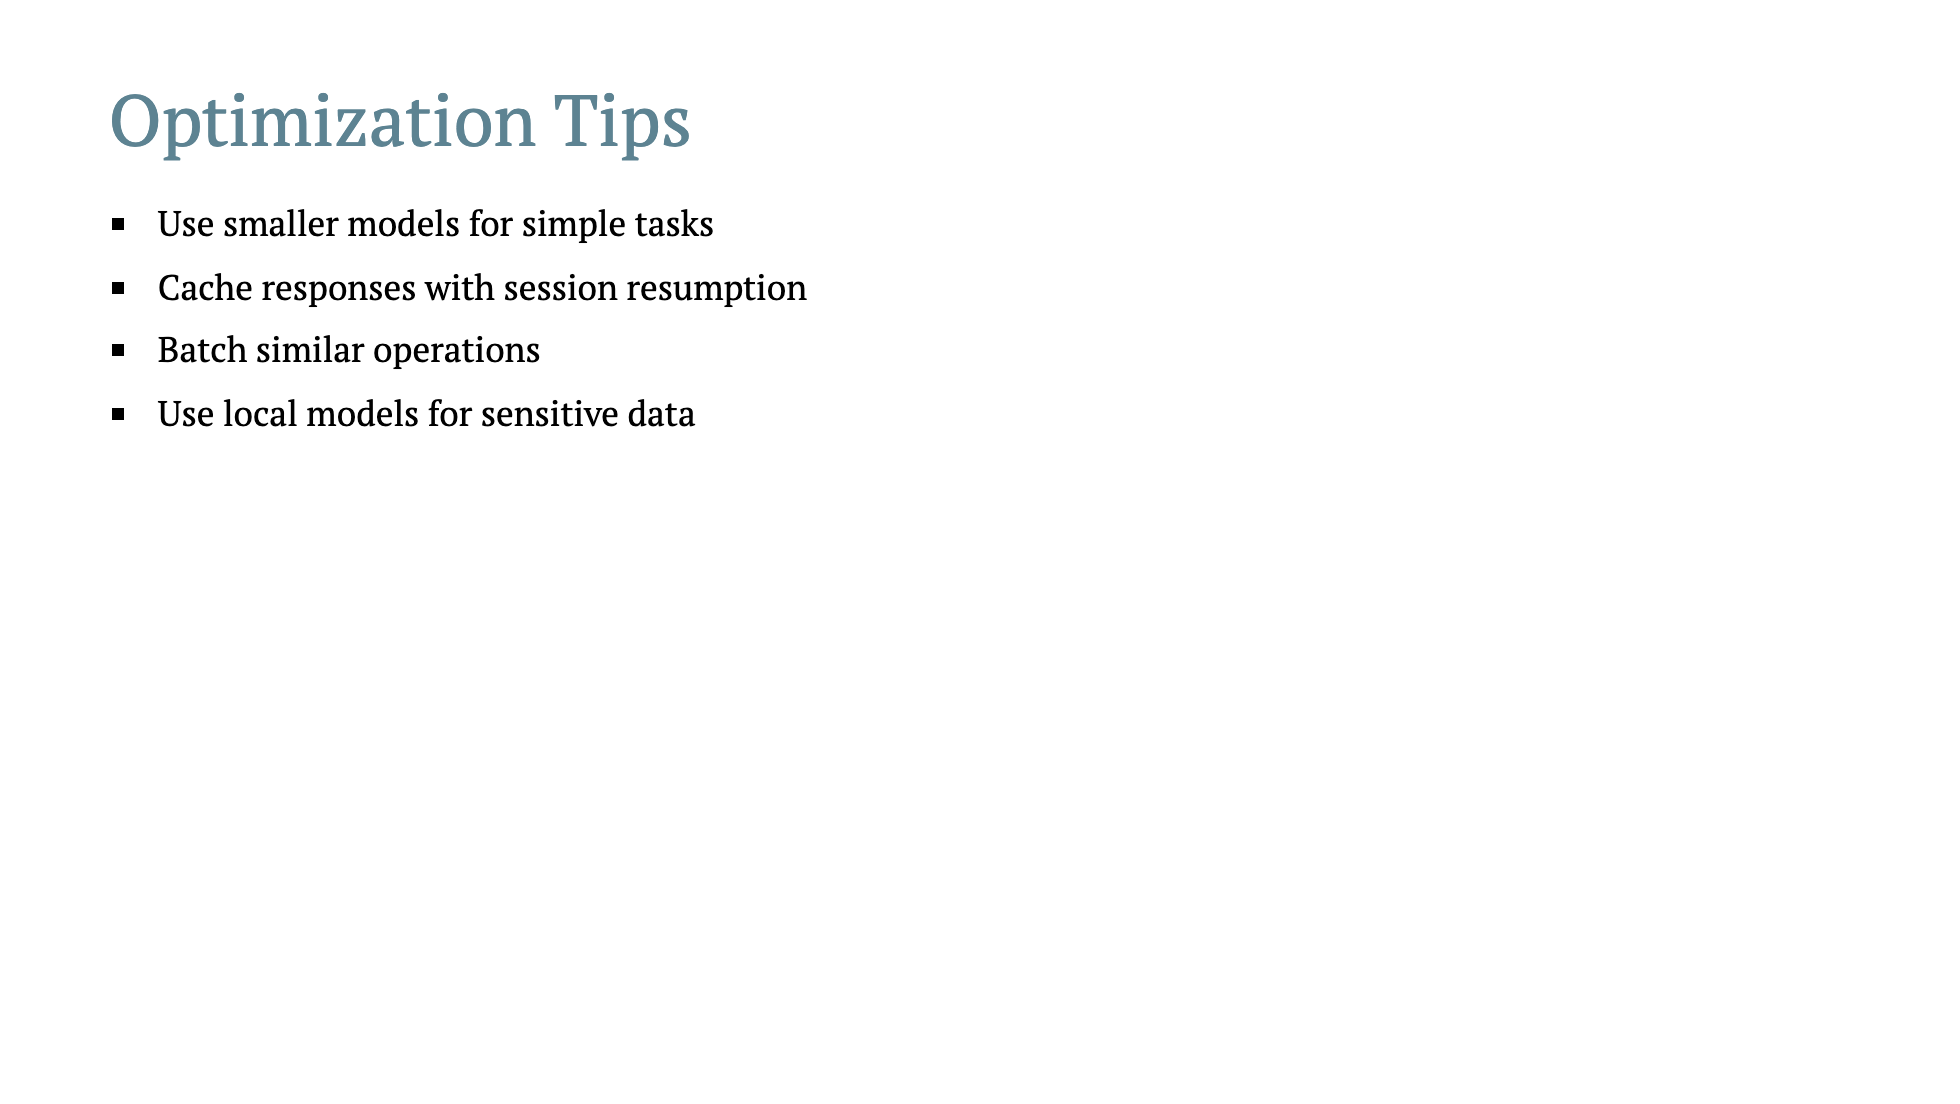 Optimization Tips
▪ Use smaller models for simple tasks
▪ Cache responses with session resumption
▪ Batch similar operations
▪ Use local models for sensitive data